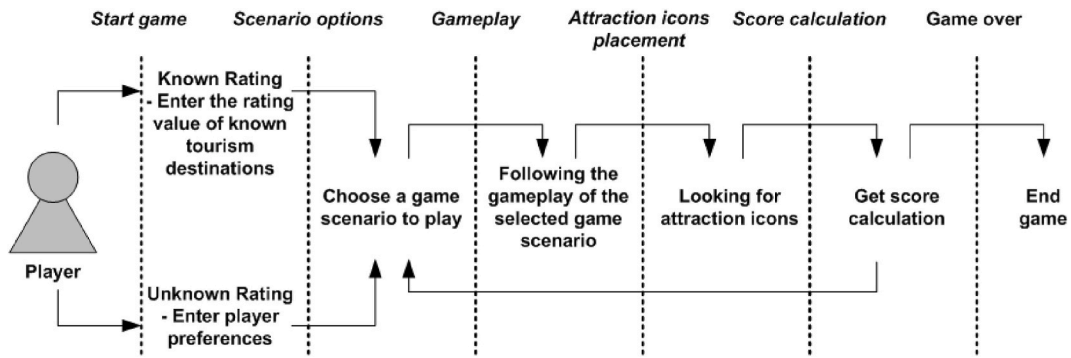 Start game
Scenario options
Gameplay
Attraction icons
placement
Score calculation
Game over
Known Rating
- Enter the rating
value of known
tourism
destinations
Player
Unknown Rating
- Enter player
preferences
Choose a game
scenario to play
Following the
gameplay of the
selected game
scenario
Looking for
attraction icons
Get score
calculation
End
game